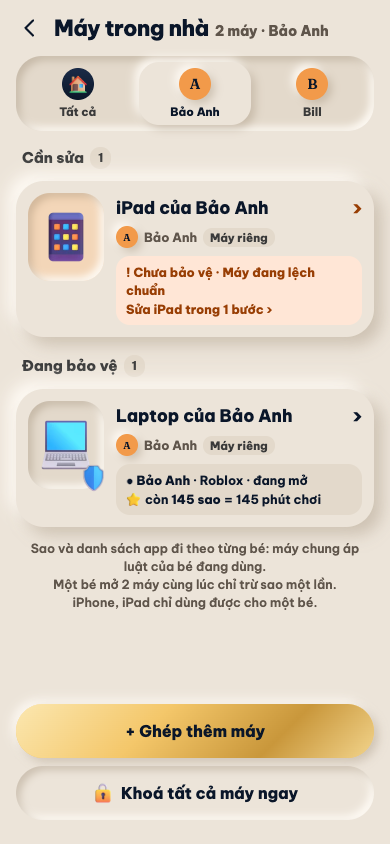 Máy trong nhà 2 máy · Bảo Anh
Tất cả
A
Bảo Anh
B
Bill
Cần sửa 1
iPad của Bảo Anh ›
A Bảo Anh Máy riêng
! Chưa bảo vệ · Máy đang lệch
chuẩn
Sửa iPad trong 1 bước ›
Đang bảo vệ 1
Laptop của Bảo Anh ›
A Bảo Anh Máy riêng
● Bảo Anh · Roblox · đang mở
⭐ còn 145 sao = 145 phút chơi
Sao và danh sách app đi theo từng bé: máy chung áp
luật của bé đang dùng.
Một bé mở 2 máy cùng lúc chỉ trừ sao một lần.
iPhone, iPad chỉ dùng được cho một bé.
+ Ghép thêm máy
🔒 Khoá tất cả máy ngay